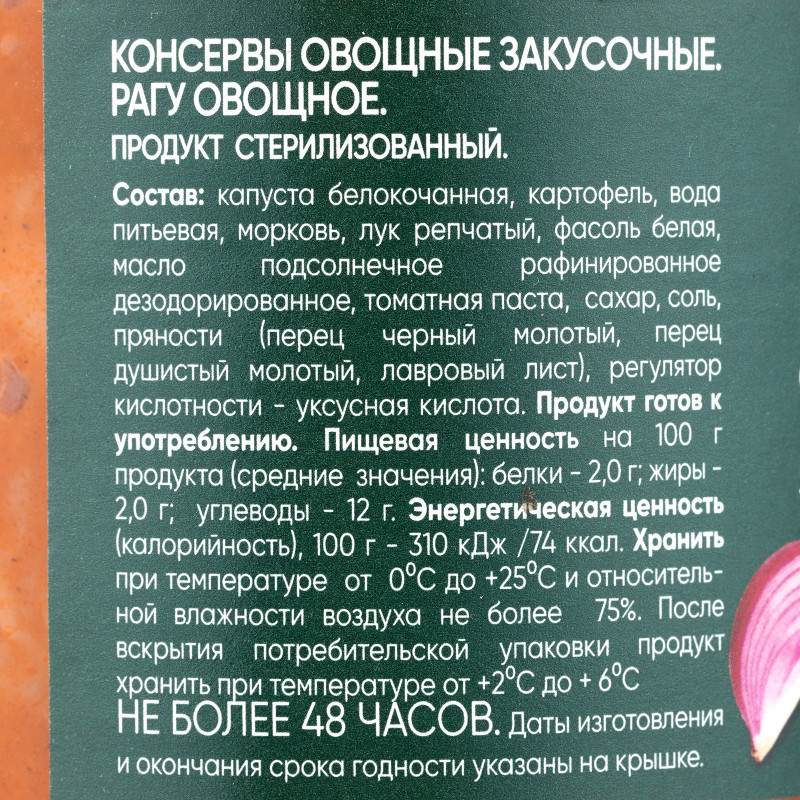 КОНСЕРВЫ ОВОЩНЫЕ ЗАКУСОЧНЫЕ.
РАГУ ОВОЩНОЕ.
ПРОДУКТ СТЕРИЛИЗОВАННЫЙ.
Состав: капуста белокочанная, картофель, вода
питьевая, морковь, лук репчатый, фасоль белая,
масло подсолнечное рафинированное
дезодорированное, томатная паста, сахар, соль,
пряности (перец черный молотый, перец
душистый молотый, лавровый лист), регулятор
кислотности - уксусная кислота. Продукт готов к
употреблению. Пищевая ценность на 100 г
продукта (средние значения): белки - 2,0 г; жиры -
2,0 г; углеводы - 12 г. Энергетическая ценность
(калорийность), 100 г - 310 кДж /74 ккал. Хранить
при температуре от 0°С до +25°С и относитель-
ной влажности воздуха не более 75%. После
вскрытия потребительской упаковки продукт
хранить при температуре от +2°С до + 6°С
НЕ БОЛЕЕ 48 ЧАСОВ. Даты изготовления
и окончания срока годности указаны на крышке.